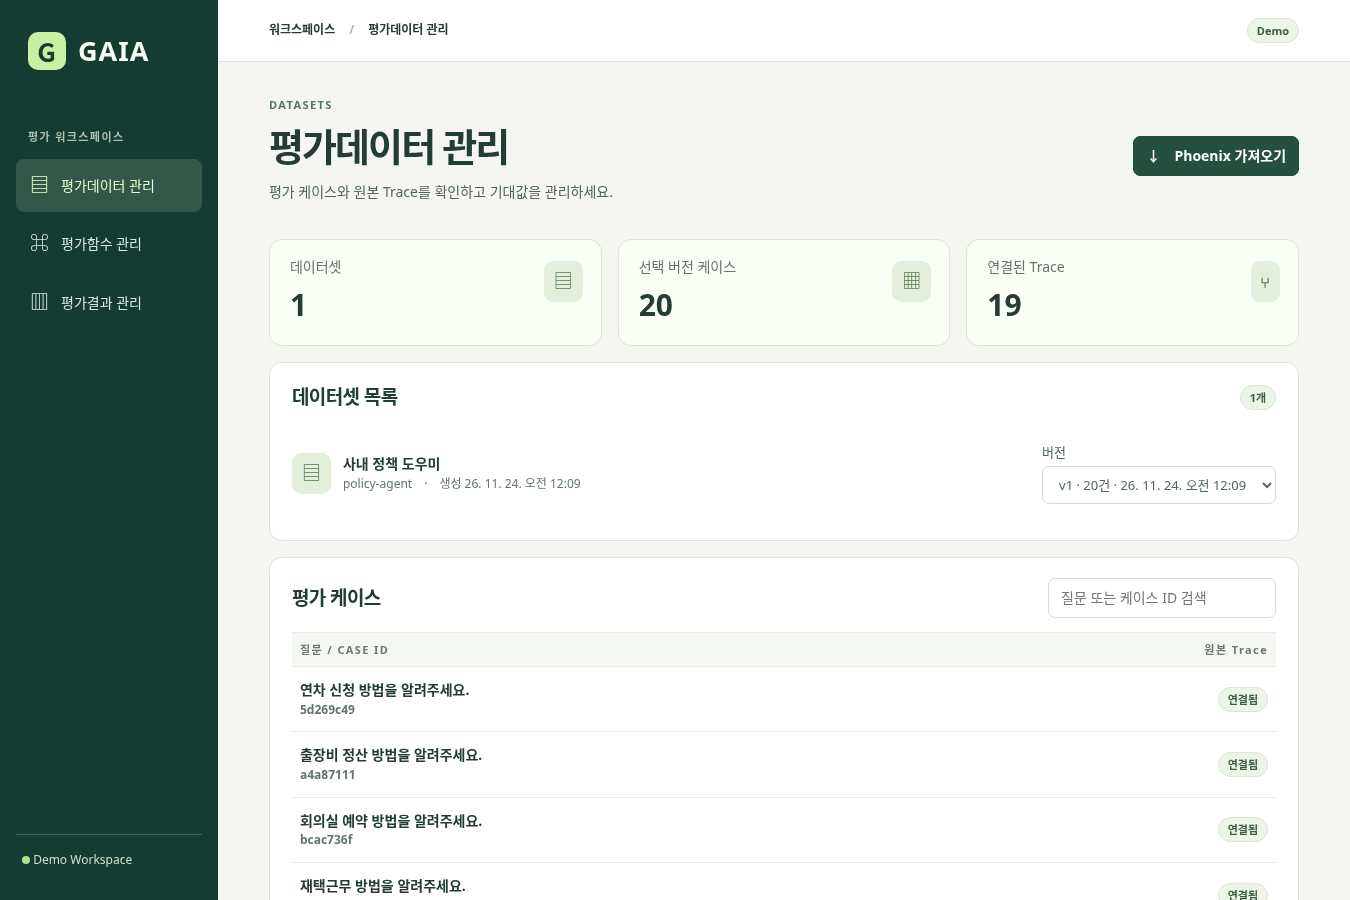 G GAIA
평가 워크스페이스
평가데이터 관리
평가함수 관리
평가결과 관리
Demo Workspace
워크스페이스 / 평가데이터 관리
Demo
DATASETS
평가데이터 관리
평가 케이스와 원본 Trace를 확인하고 기대값을 관리하세요.
↓ Phoenix 가져오기
데이터셋
1
선택 버전 케이스
20
연결된 Trace
19
데이터셋 목록
1개
사내 정책 도우미
policy-agent · 생성 26. 11. 24. 오전 12:09
버전
v1 · 20건 · 26. 11. 24. 오전 12:09
평가 케이스
질문 또는 케이스 ID 검색
질문 / CASE ID
원본 Trace
연차 신청 방법을 알려주세요.
5d269c49
연결됨
출장비 정산 방법을 알려주세요.
a4a87111
연결됨
회의실 예약 방법을 알려주세요.
bcac736f
연결됨
재택근무 방법을 알려주세요.
연결됨